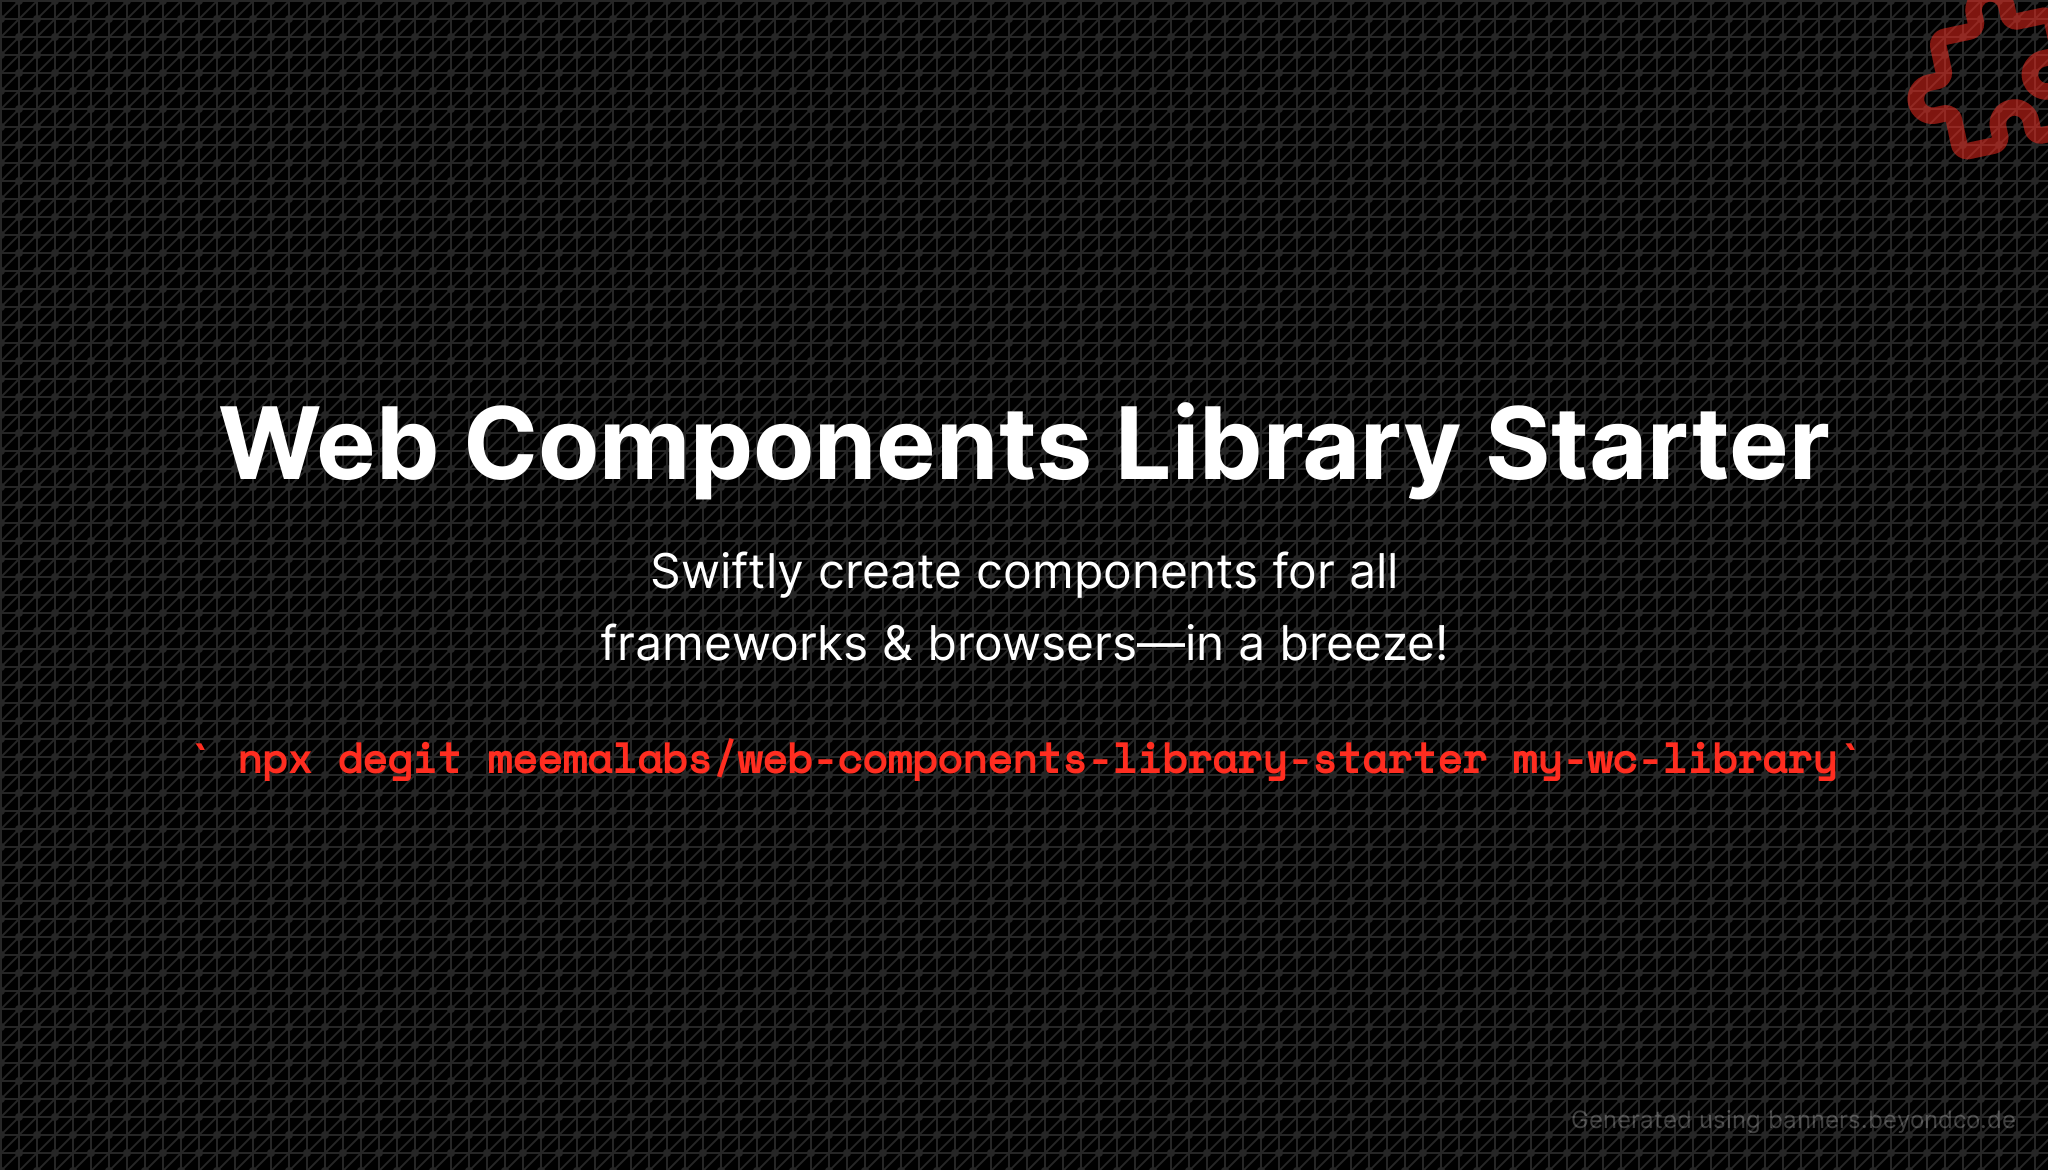 Web Components Library Starter
Swiftly create components for all
frameworks & browsers—in a breeze!
` npx degit meemalabs/web-components-library-starter my-wc-library`
Generated using banners.beyondco.de